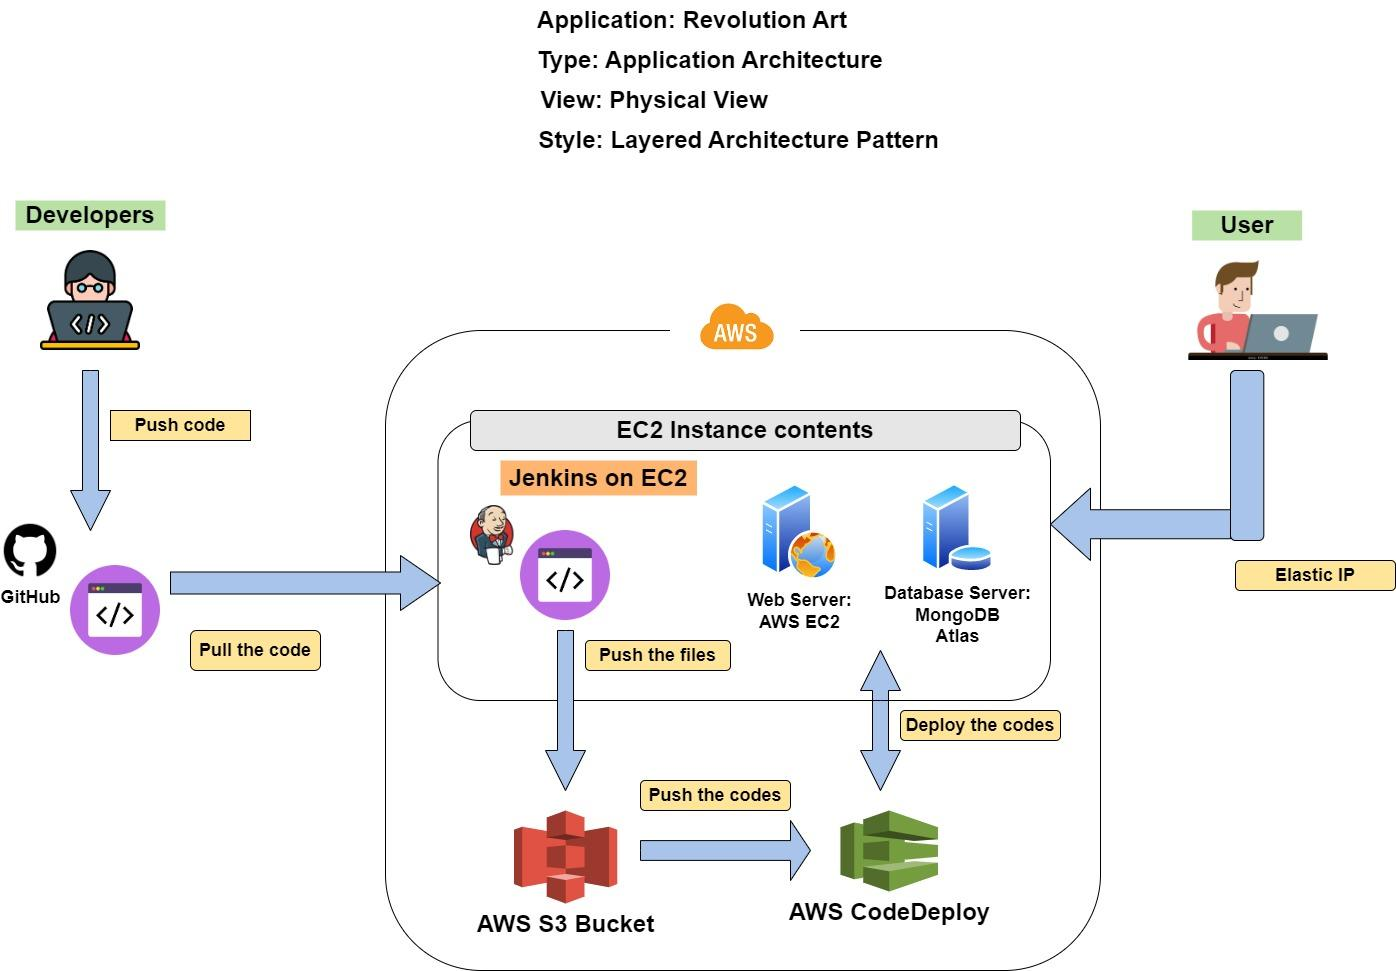 Application: Revolution Art
Type: Application Architecture
View: Physical View
Style: Layered Architecture Pattern
Developers
User
AWS
Push code
EC2 Instance contents
Jenkins on EC2
GitHub
Pull the code
Web Server:
AWS EC2
Database Server:
MongoDB
Atlas
Elastic IP
Push the files
Deploy the codes
Push the codes
AWS S3 Bucket
AWS CodeDeploy